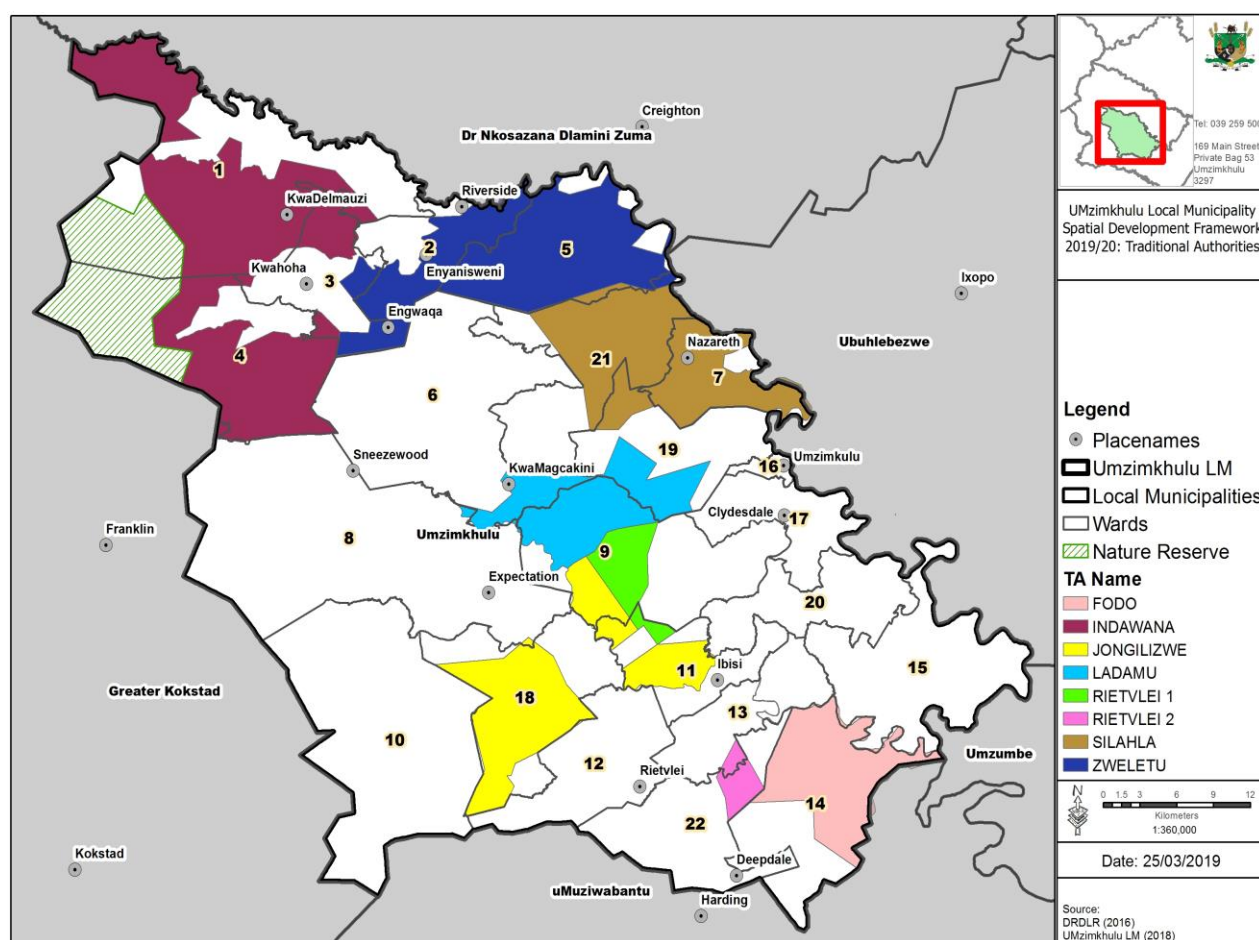 Creighton
Dr Nkosazana Dlamini Zuma
1
KwaDelmauzi
Riverside
2
5
Enyanisweni
Kwahoha
3
Ixopo
Engwaqa
Ubuhlebezwe
4
21
Nazareth
7
6
19
Sneezewood
KwaMagcakini
16
Umzimkulu
Clydesdale
17
Franklin
8
Umzimkhulu
9
Expectation
20
15
11
Ibisi
Greater Kokstad
18
13
10
12
Umzumbe
Rietvlei
14
22
Kokstad
Deepdale
uMuziwabantu
Harding
Tel: 039 259 500
169 Main Street
Private Bag 53
Umzimkhulu
3297
UMzimkhulu Local Municipality
Spatial Development Framework
2019/20: Traditional Authorities
Legend
Placenames
Umzimkhulu LM
Local Municipalities
Wards
Nature Reserve
TA Name
FODO
INDAWANA
JONGILIZWE
LADAMU
RIETVLEI 1
RIETVLEI 2
SILAHLA
ZWELETU
N
0 1.5 3 6 9 12
Kilometers
1:360,000
Date: 25/03/2019
Source:
DRDLR (2016)
UMzimkhulu LM (2018)